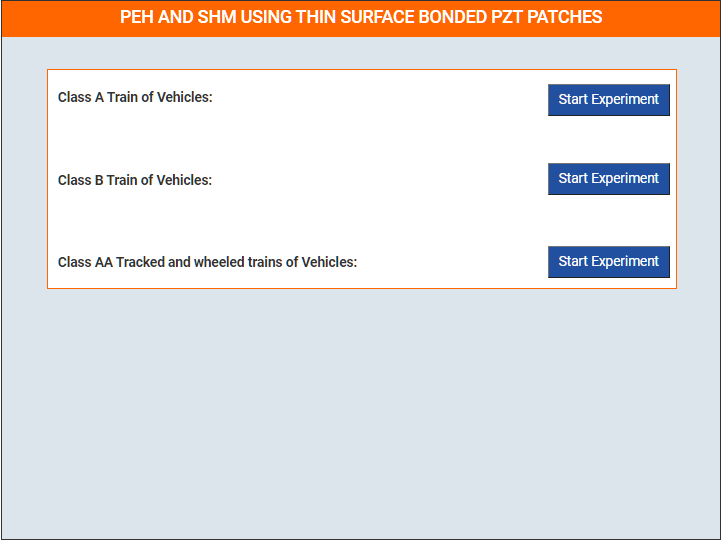 PEH AND SHM USING THIN SURFACE BONDED PZT PATCHES
Class A Train of Vehicles:
Start Experiment
Class B Train of Vehicles:
Start Experiment
Class AA Tracked and wheeled trains of Vehicles:
Start Experiment